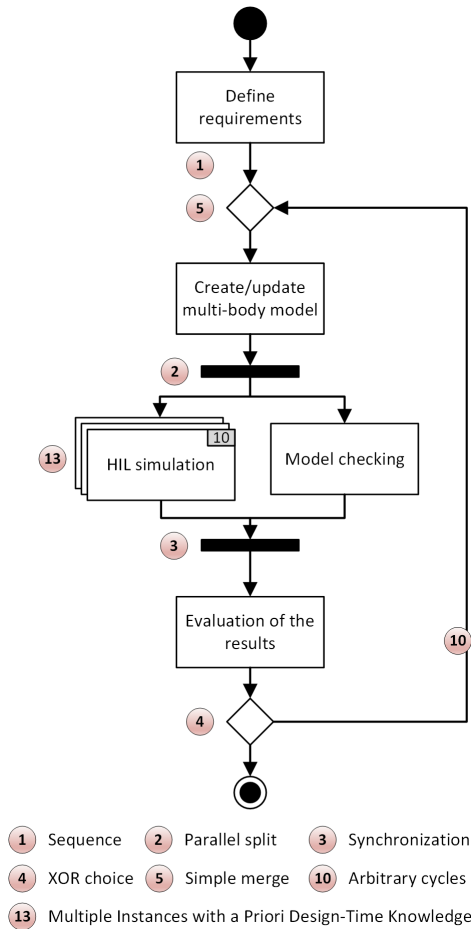 Define
requirements
1
5
Create/update
multi-body model
2
10
13
HIL simulation
Model checking
3
Evaluation of the
results
10
4
1 Sequence 2 Parallel split 3 Synchronization
4 XOR choice 5 Simple merge 10 Arbitrary cycles
13 Multiple Instances with a Priori Design-Time Knowledge